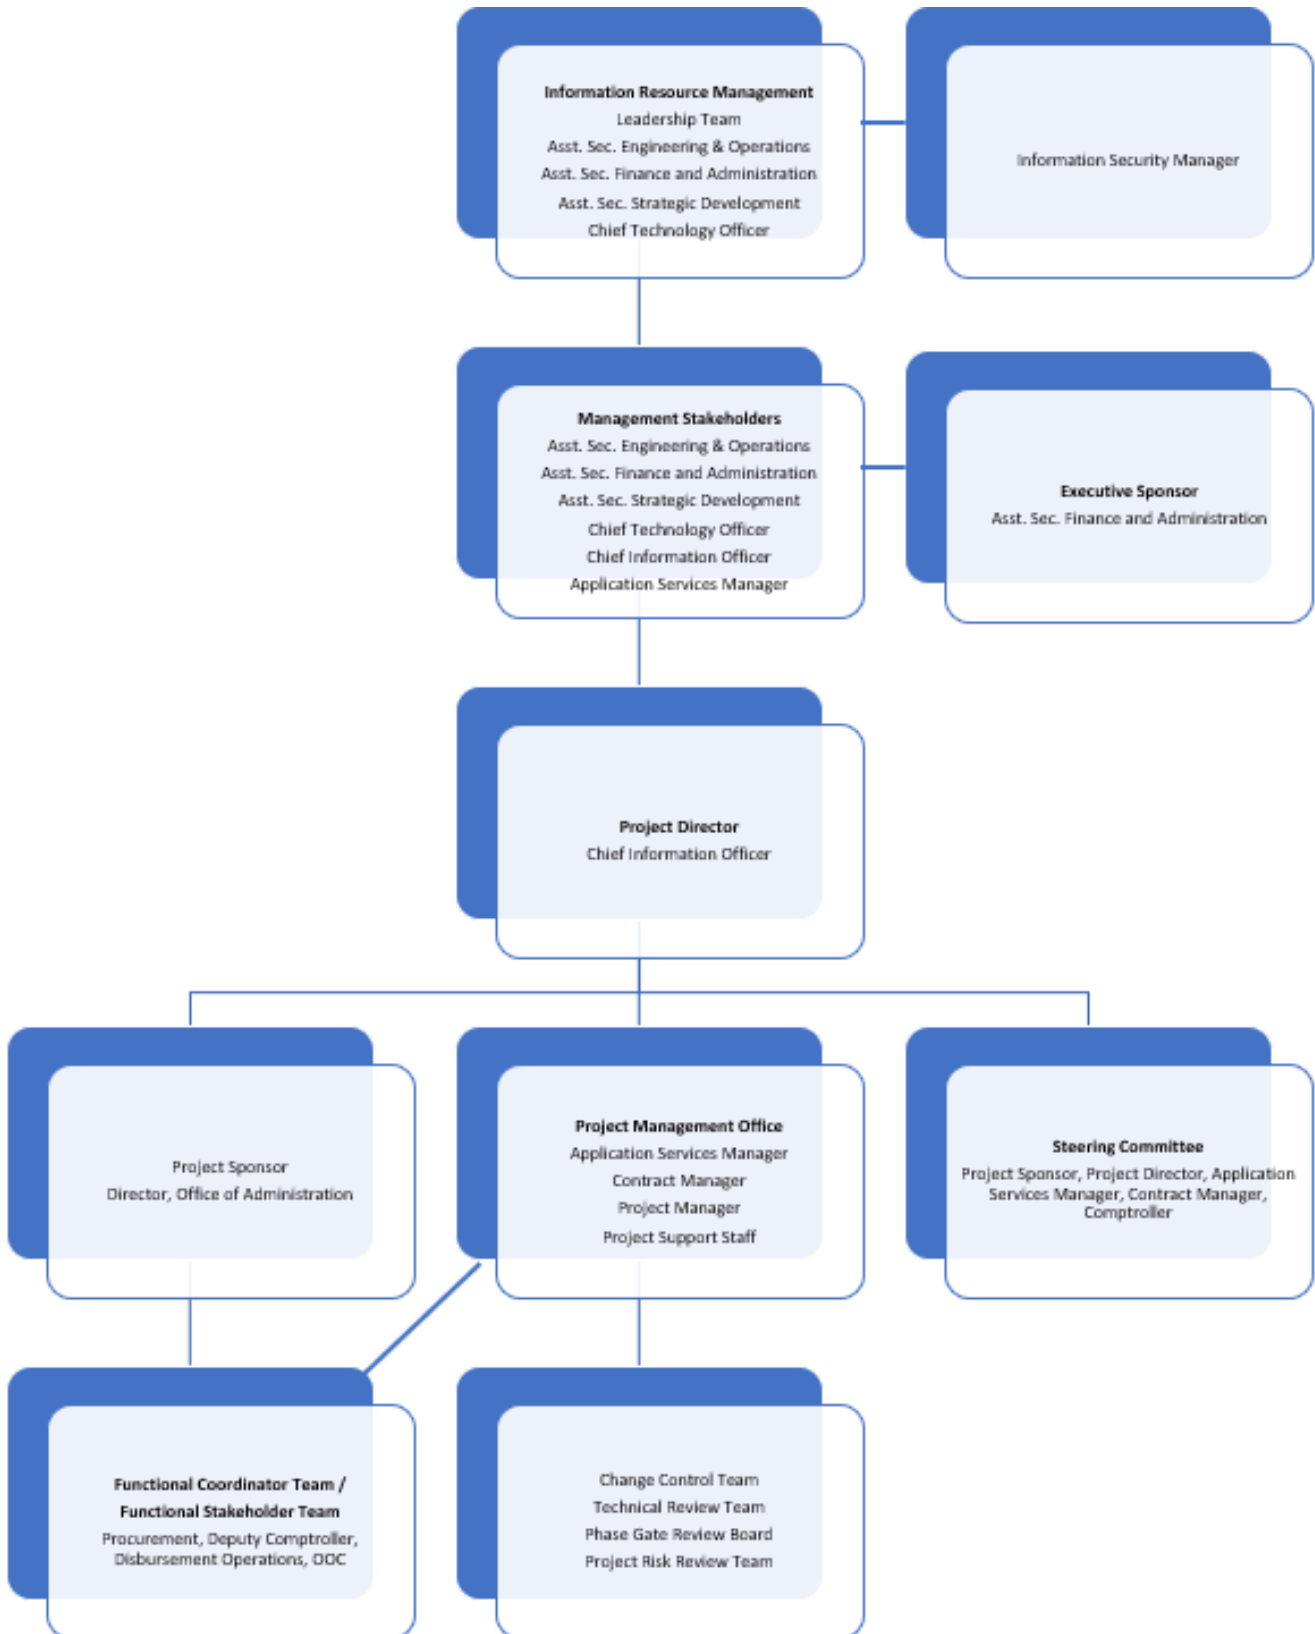 Information Resource Management
Leadership Team
Asst. Sec. Engineering & Operations
Asst. Sec. Finance and Administration
Asst. Sec. Strategic Development
Chief Technology Officer
Information Security Manager
Management Stakeholders
Asst. Sec. Engineering & Operations
Asst. Sec. Finance and Administration
Asst. Sec. Strategic Development
Chief Technology Officer
Chief Information Officer
Application Services Manager
Executive Sponsor
Asst. Sec. Finance and Administration
Project Director
Chief Information Officer
Project Sponsor
Director, Office of Administration
Project Management Office
Application Services Manager
Contract Manager
Project Manager
Project Support Staff
Steering Committee
Project Sponsor, Project Director, Application
Services Manager, Contract Manager,
Comptroller
Functional Coordinator Team /
Functional Stakeholder Team
Procurement, Deputy Comptroller,
Disbursement Operations, OOC
Change Control Team
Technical Review Team
Phase Gate Review Board
Project Risk Review Team